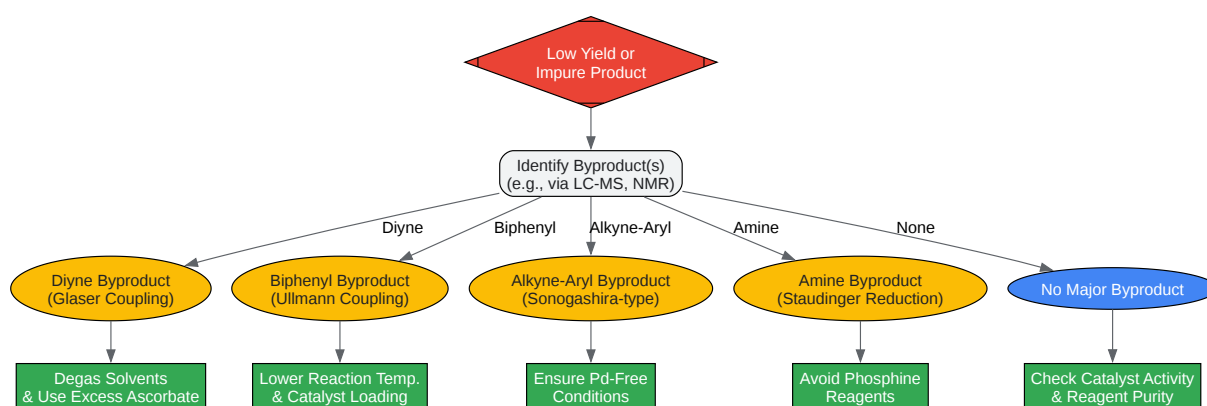 Low Yield or
Impure Product
Identify Byproduct(s)
(e.g., via LC-MS, NMR)
Diyne
Biphenyl
Alkyne-Aryl
Amine
None
Diyne Byproduct
(Glaser Coupling)
Biphenyl Byproduct
(Ullmann Coupling)
Alkyne-Aryl Byproduct
(Sonogashira-type)
Amine Byproduct
(Staudinger Reduction)
No Major Byproduct
Degas Solvents
& Use Excess Ascorbate
Lower Reaction Temp.
& Catalyst Loading
Ensure Pd-Free
Conditions
Avoid Phosphine
Reagents
Check Catalyst Activity
& Reagent Purity